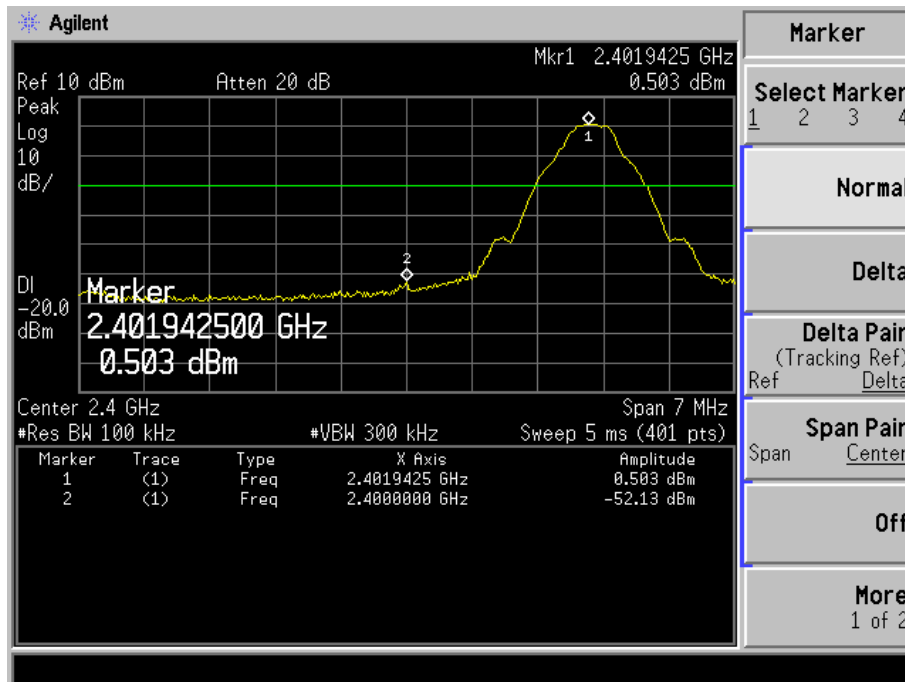 Agilent
Marker
Mkr1 2.4019425 GHz
Ref 10 dBm Atten 20 dB 0.503 dBm
Peak
Log
10
dB/
Select Marker
1 2 3 4
1
Normal
Delta
2
DI
-20.0
dBm
Marker
2.401942500 GHz
0.503 dBm
Delta Pair
(Tracking Ref)
Ref Delta
Center 2.4 GHz Span 7 MHz
#Res BW 100 kHz #VBW 300 kHz Sweep 5 ms (401 pts)
Span Pair
Span Center
Marker Trace Type X Axis Amplitude
1 (1) Freq 2.4019425 GHz 0.503 dBm
2 (1) Freq 2.4000000 GHz -52.13 dBm
Off
More
1 of 2